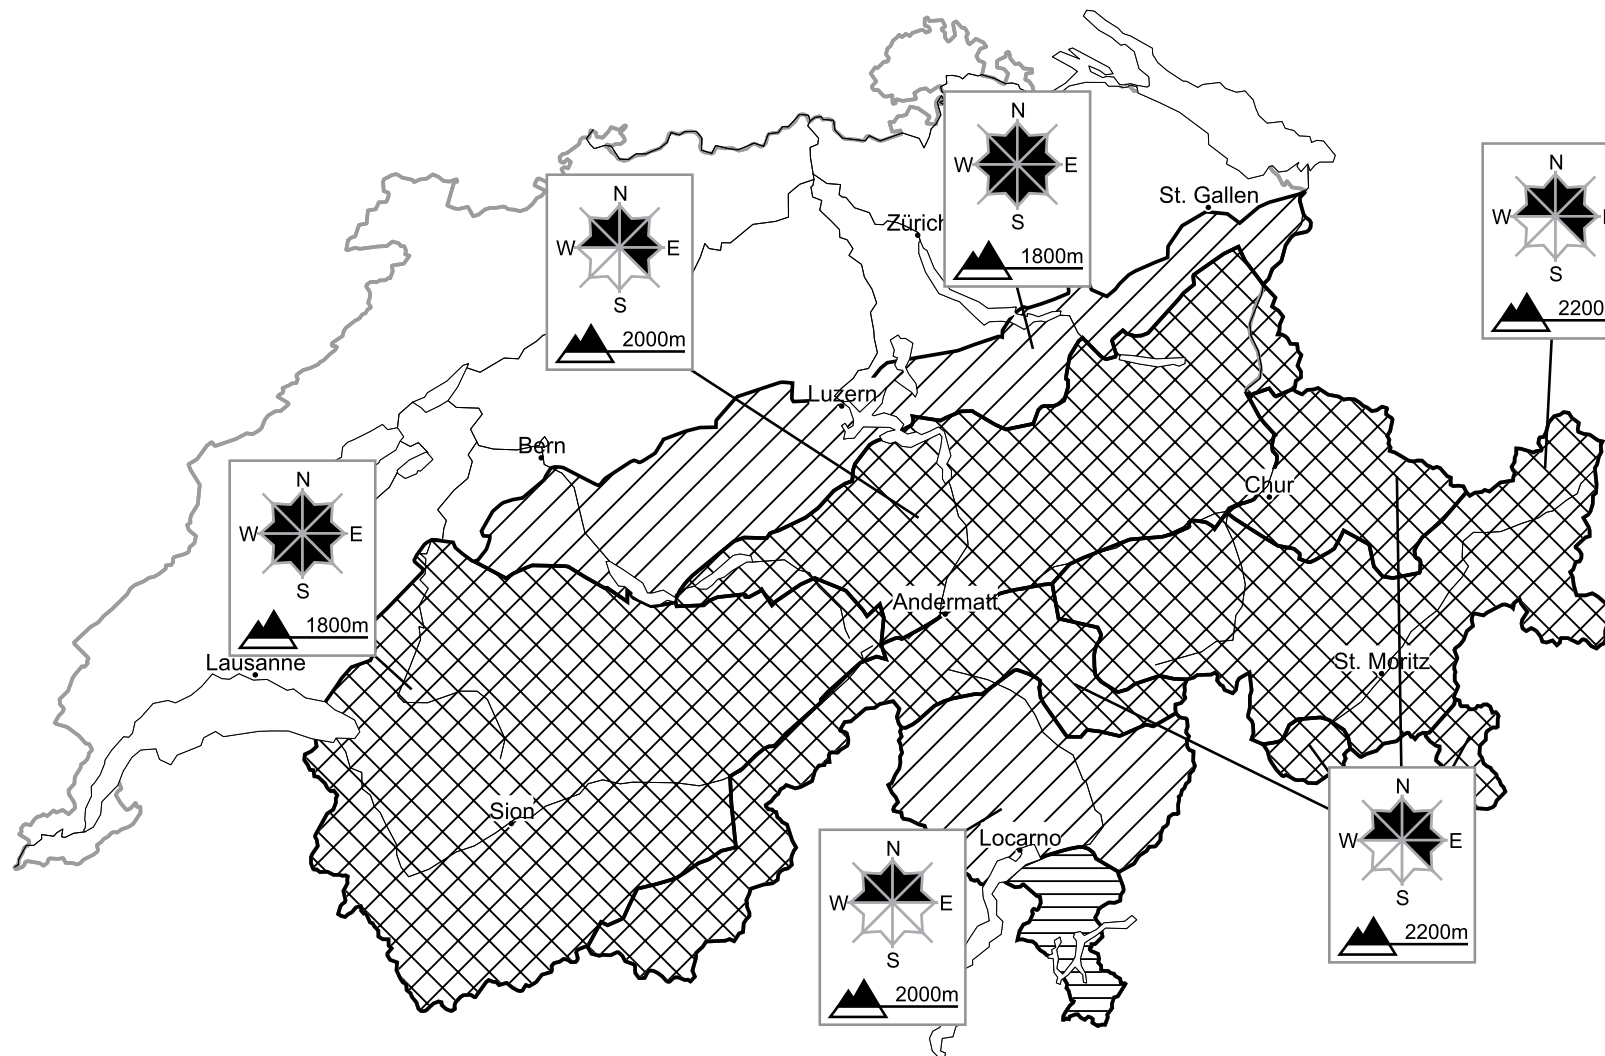 N
W E
S
1800m
N
W E
S
2000m
N
W
S
2200
St. Gallen
Zürich
Luzern
Bern
Chur
N
W E
S
1800m
Andermatt
Lausanne
St. Moritz
Sion
Locarno
N
W E
S
2000m
N
W E
S
2200m